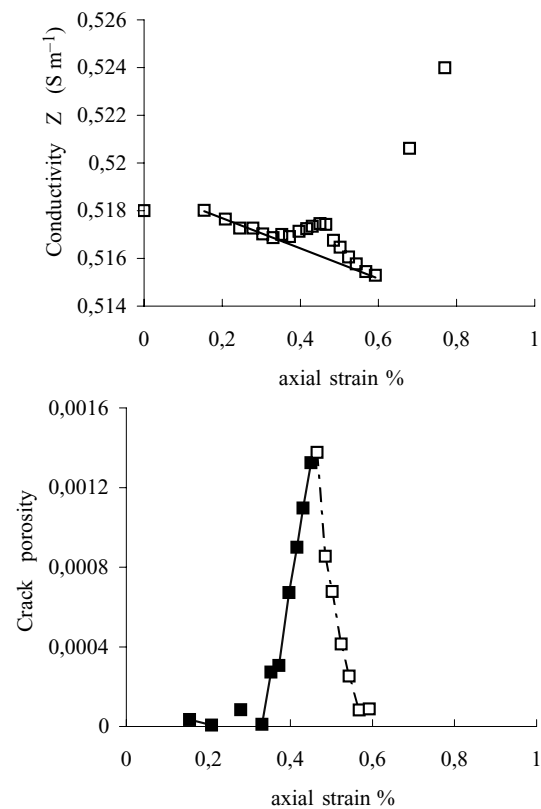 0,526
0,524
0,522
0,52
0,518
0,516
0,514
Conductivity Z (S m⁻¹)
0 0,2 0,4 0,6 0,8 1
axial strain %
0,0016
0,0012
0,0008
0,0004
0
Crack porosity
0 0,2 0,4 0,6 0,8 1
axial strain %